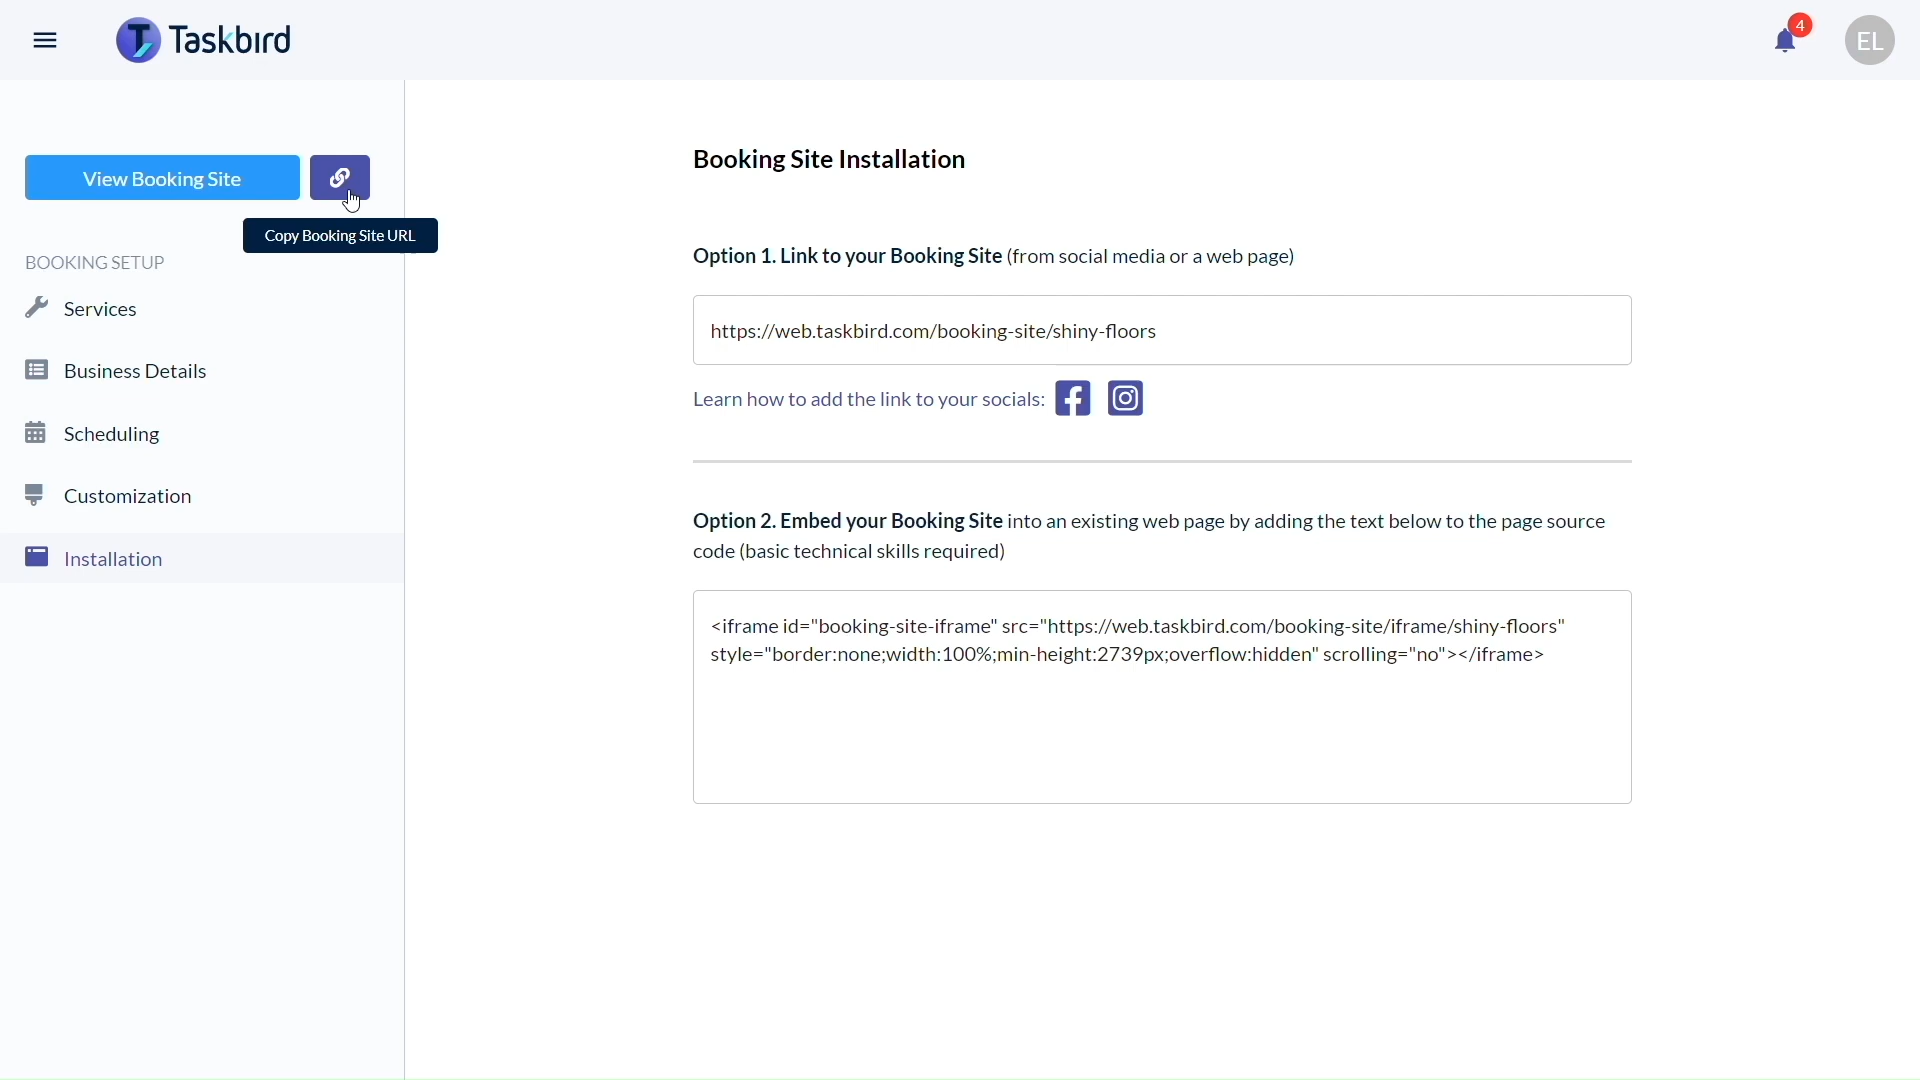 Taskbird
4
EL
View Booking Site
Copy Booking Site URL
BOOKING SETUP
Services
Business Details
Scheduling
Customization
Installation
Booking Site Installation
Option 1. Link to your Booking Site (from social media or a web page)
https://web.taskbird.com/booking-site/shiny-floors
Learn how to add the link to your socials:
Option 2. Embed your Booking Site into an existing web page by adding the text below to the page source
code (basic technical skills required)
<iframe id="booking-site-iframe" src="https://web.taskbird.com/booking-site/iframe/shiny-floors"
style="border:none;width:100%;min-height:2739px;overflow:hidden" scrolling="no"></iframe>